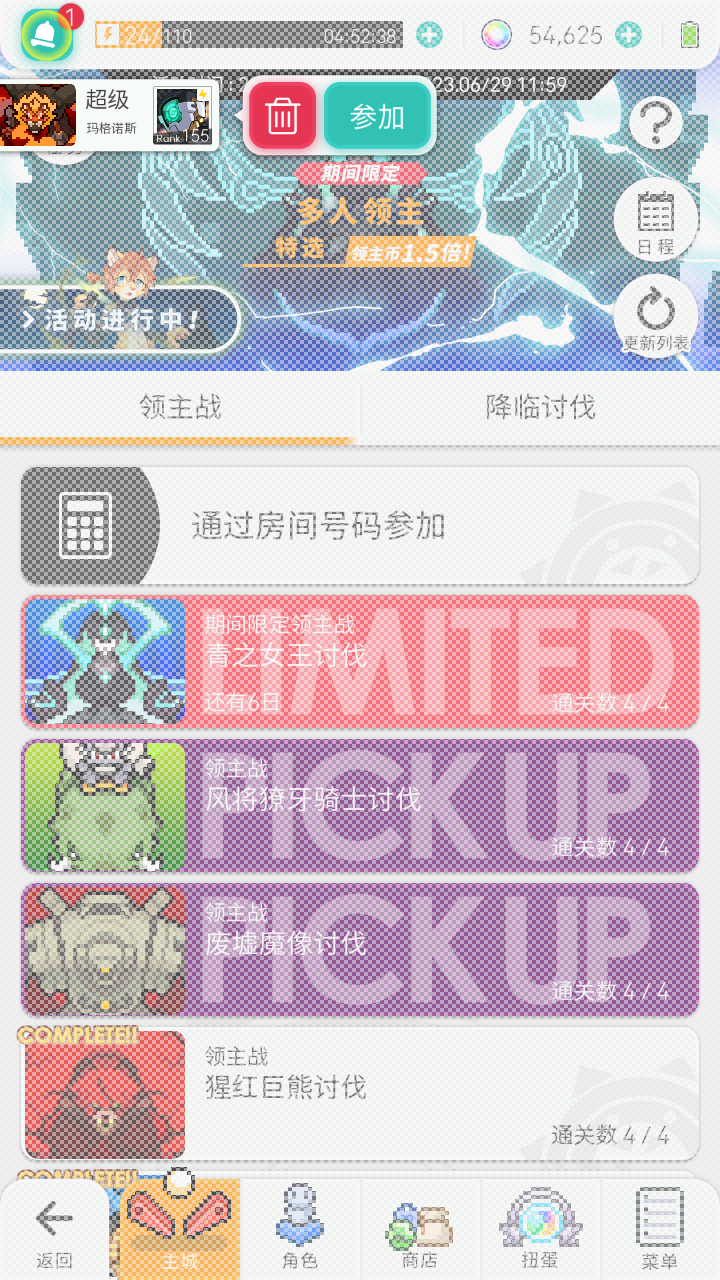 1
24/110
04:52:38
54,625
23.06/29 11:59
超级
玛格诺斯
Rank 155
参加
期间限定
多人领主
特选 领主币1.5倍!
日程
更新列表
> 活动进行中!
领主战
降临讨伐
通过房间号码参加
LIMITED
期间限定领主战
青之女王讨伐
还有6日
通关数 4 / 4
PICK UP
领主战
风将獠牙骑士讨伐
通关数 4 / 4
PICK UP
领主战
废墟魔像讨伐
通关数 4 / 4
COMPLETE!!
领主战
猩红巨熊讨伐
通关数 4 / 4
COMPLETE!!
返回
主城
角色
商店
扭蛋
菜单